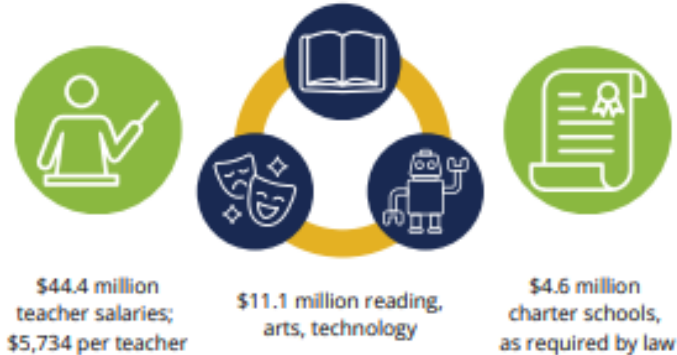 $44.4 million
teacher salaries;
$5,734 per teacher
$11.1 million reading,
arts, technology
$4.6 million
charter schools,
as required by law